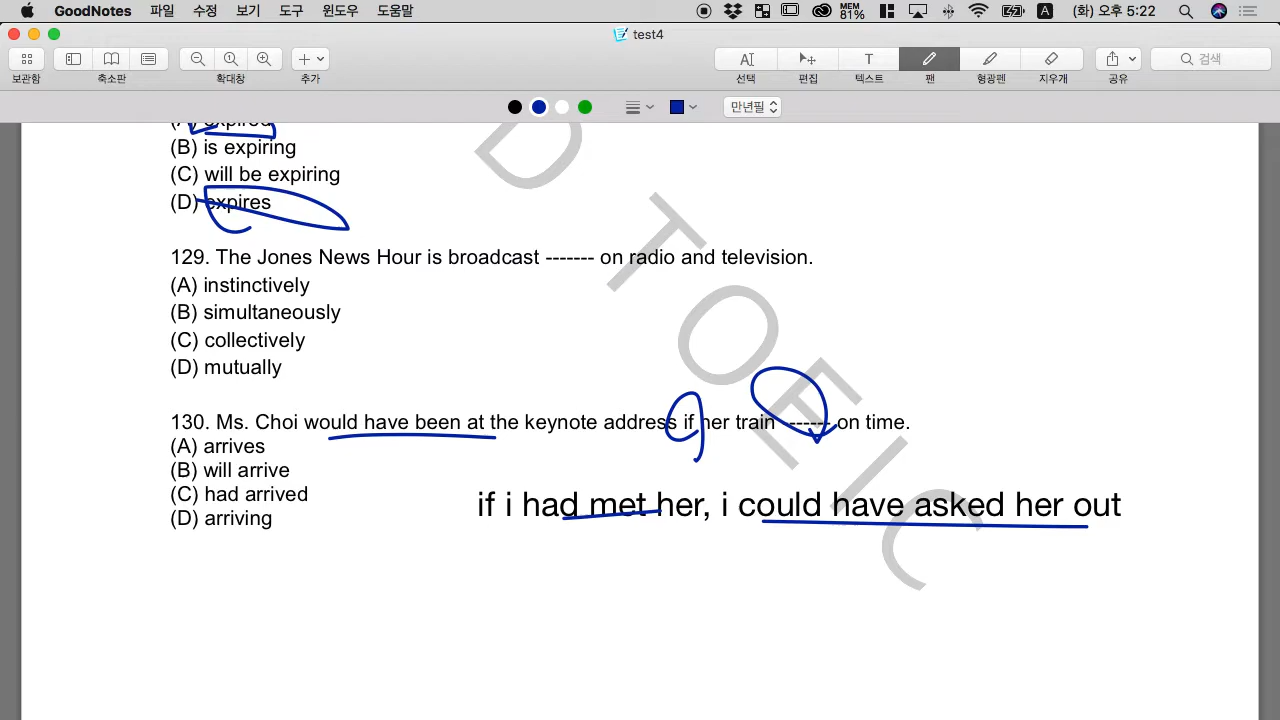 GoodNotes 파일 수정 보기 도구 윈도우 도움말 MEM 81% A (화) 오후 5:22
test4
보관함 축소판 확대창 추가 선택 편집 텍스트 펜 형광펜 지우개 공유 검색
만년필
(A) expired
(B) is expiring
(C) will be expiring
(D) expires
129. The Jones News Hour is broadcast ------- on radio and television.
(A) instinctively
(B) simultaneously
(C) collectively
(D) mutually
130. Ms. Choi would have been at the keynote address if her train ------- on time.
(A) arrives
(B) will arrive
(C) had arrived
(D) arriving
if i had met her, i could have asked her out
D TOEIC